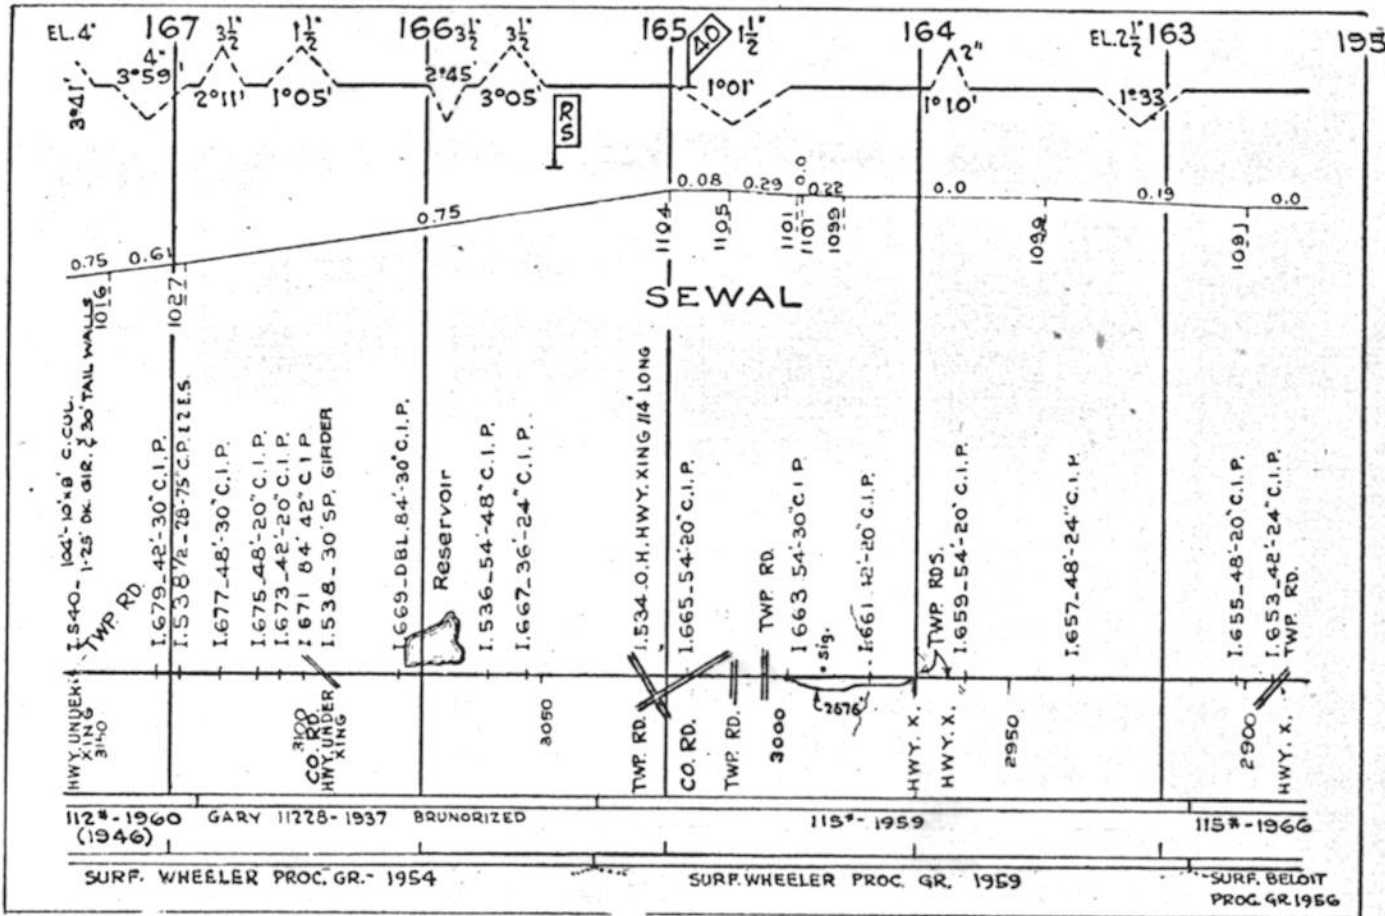 EL.4" 167 3½" 1½" 166 3½" 3½" 165 40 1½" 164 2" EL.2½" 163 195
4"
3°59'
3°41'
2°11'
1°05'
2°45'
3°05'
RS
1°01'
1°10'
1°33'
0.75 0.61 0.75 0.08 0.29 0.0 0.22 0.0 0.19 0.0
1016
1027
1104
1105
1101
1101
1099
1099
1091
SEWAL
I.S40- 10'x8' C.CUL.
1-25' DK. GIR. & 30' TAIL WALLS
TWP. RD.
I.679-42'-30" C.I.P.
I.538½-28'-75" C.P.
I.677-48'-30" C.I.P.
I.675-48'-20" C.I.P.
I.673-42'-20" C.I.P.
I 671 84' 42" C I P
I.538-30' SP. GIRDER
I.669-DBL.84'-30" C.I.P.
Reservoir
I.536-54'-48" C.I.P.
I.667-36'-24" C.I.P.
I.534.O.H.HWY.XING 114' LONG
I.665-54'-20" C.I.P.
TWP. RD.
I 663 54'-30" C I P
Sig.
I.661.42'-20" C.I.P.
TWP. RDS.
I.659-54'-20" C.I.P.
I.657-48'-24" C.I.P.
I.655-48'-20" C.I.P.
I.653-42'-24" C.I.P.
TWP. RD.
HWY. UNDER
XING
3100
CO. RD.
HWY. UNDER
XING
3050
TWP. RD.
CO. RD.
TWP. RD.
3000
2676'
HWY. X.
HWY. X.
2950
2900
HWY. X.
112#-1960 GARY 11228-1937 BRUNORIZED 115#-1959 115#-1966
(1946)
SURF. WHEELER PROC. GR.- 1954 SURF. WHEELER PROC. GR. 1959 SURF. BELOIT
PROC. GR 1956